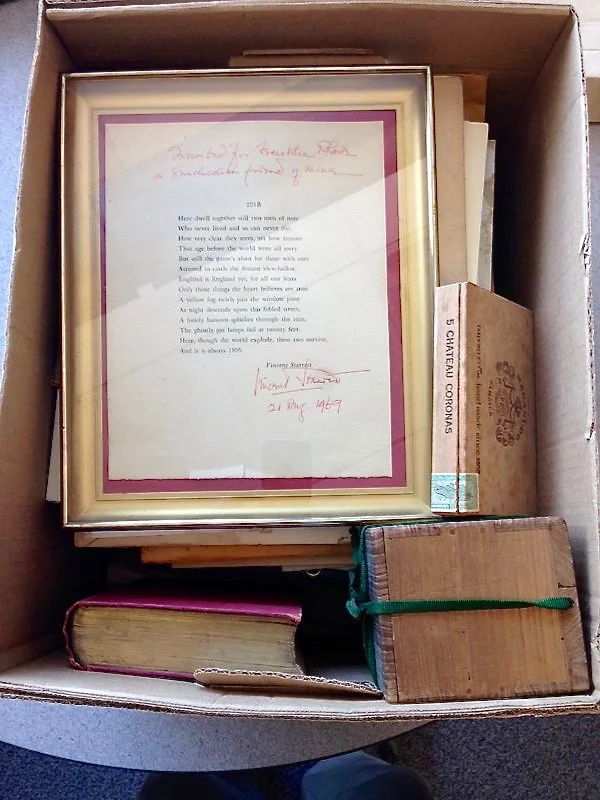 Inscribed for Franklin Rhode
a Sherlockian friend of mine
221B
Here dwell together still two men of note
Who never lived and so can never die;
How very near they seem, yet how remote
That age before the world went all awry.
But still the game's afoot for those with ears
Attuned to catch the distant view-halloo;
England is England yet, for all our fears
Only those things the heart believes are true.
A yellow fog swirls past the window pane
As night descends upon this fabled street;
A lonely hansom splashes through the rain,
The ghostly gas lamps fail at twenty feet.
Here, though the world explode, these two survive,
And it is always 1895.
Vincent Starrett
Vincent Starrett
21 Aug. 1969
5 CHATEAU CORONAS